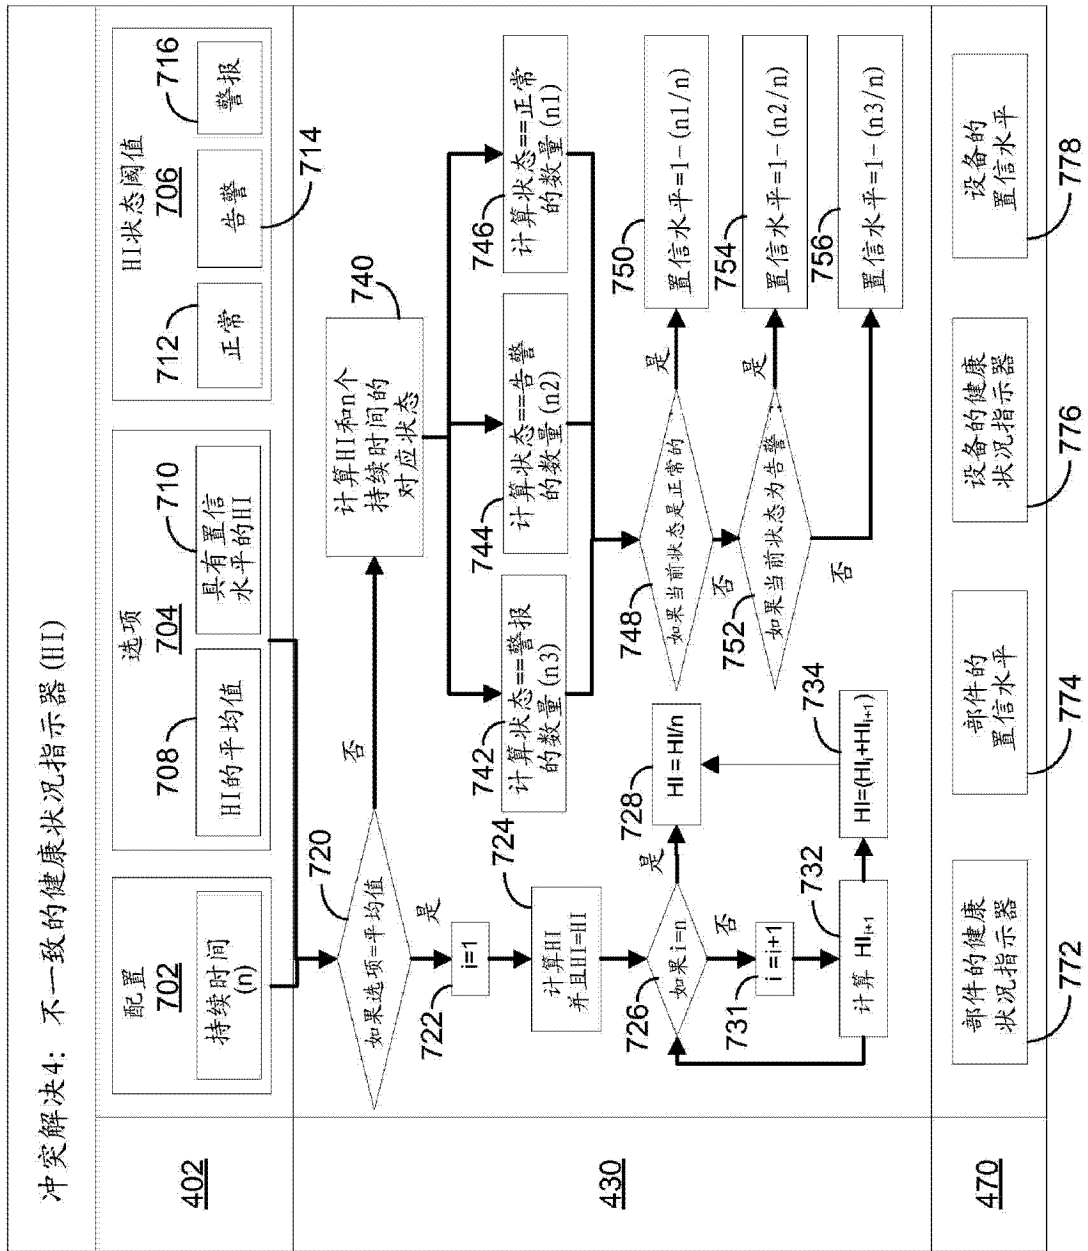 冲突解决4: 不一致的健康状况指示器(HI)
402
配置
702
持续时间
(n)
选项
704
708
HI的平均值
710
具有置信
水平的HI
HI状态阈值
706
712
正常
告警
714
716
警报
430
720
如果选项=平均值
否
是
722
i=1
724
计算HI
并且HI=HI
726
如果i=n
是
否
728
HI=HI/n
731
i=i+1
732
计算 HIi+1
734
HI=(HIi+HIi+1)
740
计算HI和n个
持续时间的
对应状态
742
计算状态==警报
的数量(n3)
744
计算状态==告警
的数量(n2)
746
计算状态==正常
的数量(n1)
748
如果当前状态是正常的
是
否
750
置信水平=1-(n1/n)
752
如果当前状态为告警
是
否
754
置信水平=1-(n2/n)
756
置信水平=1-(n3/n)
470
部件的健康
状况指示器
772
部件的
置信水平
774
设备的健康
状况指示器
776
设备的
置信水平
778